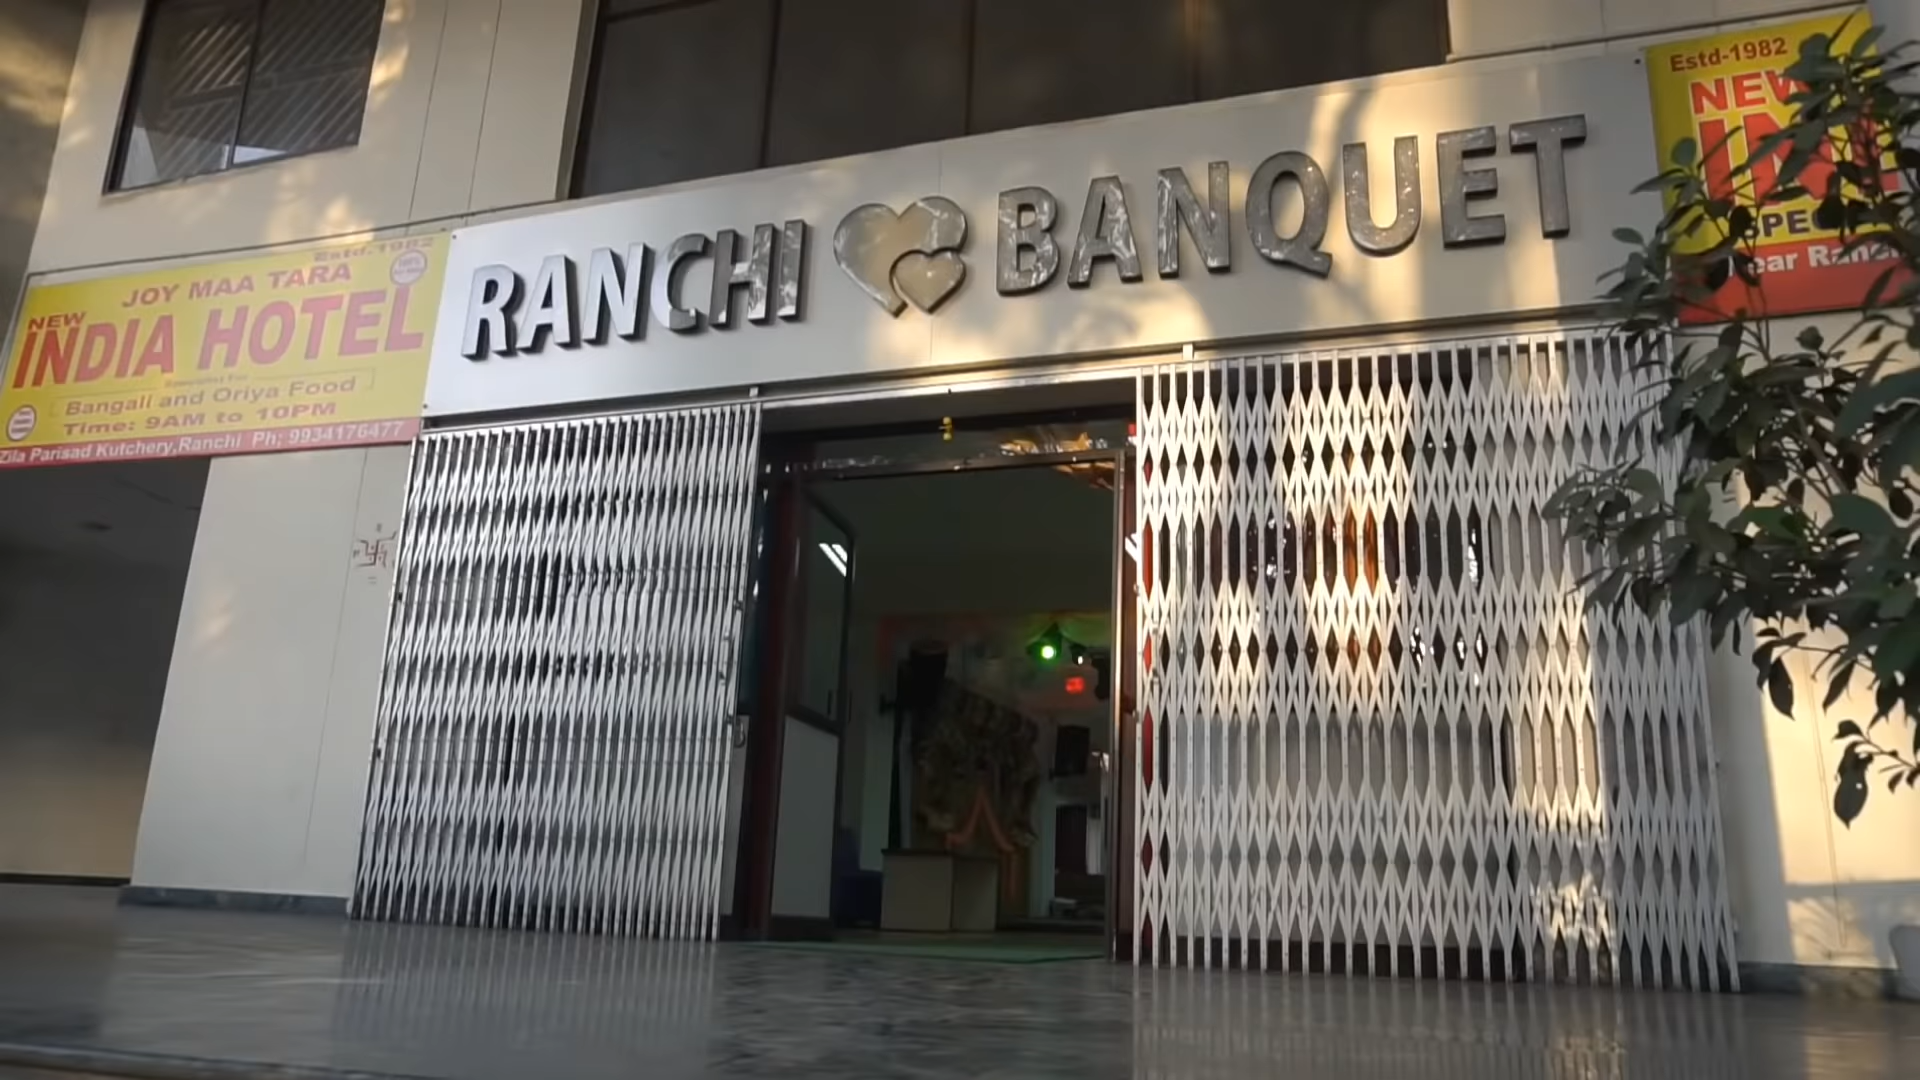 Estd.1982
JOY MAA TARA
NEW
INDIA HOTEL
Bangali and Oriya Food
Time: 9AM to 10PM
Zila Parisad Kutchery,Ranchi Ph; 9934176477
RANCHI BANQUET
Estd-1982
NEW